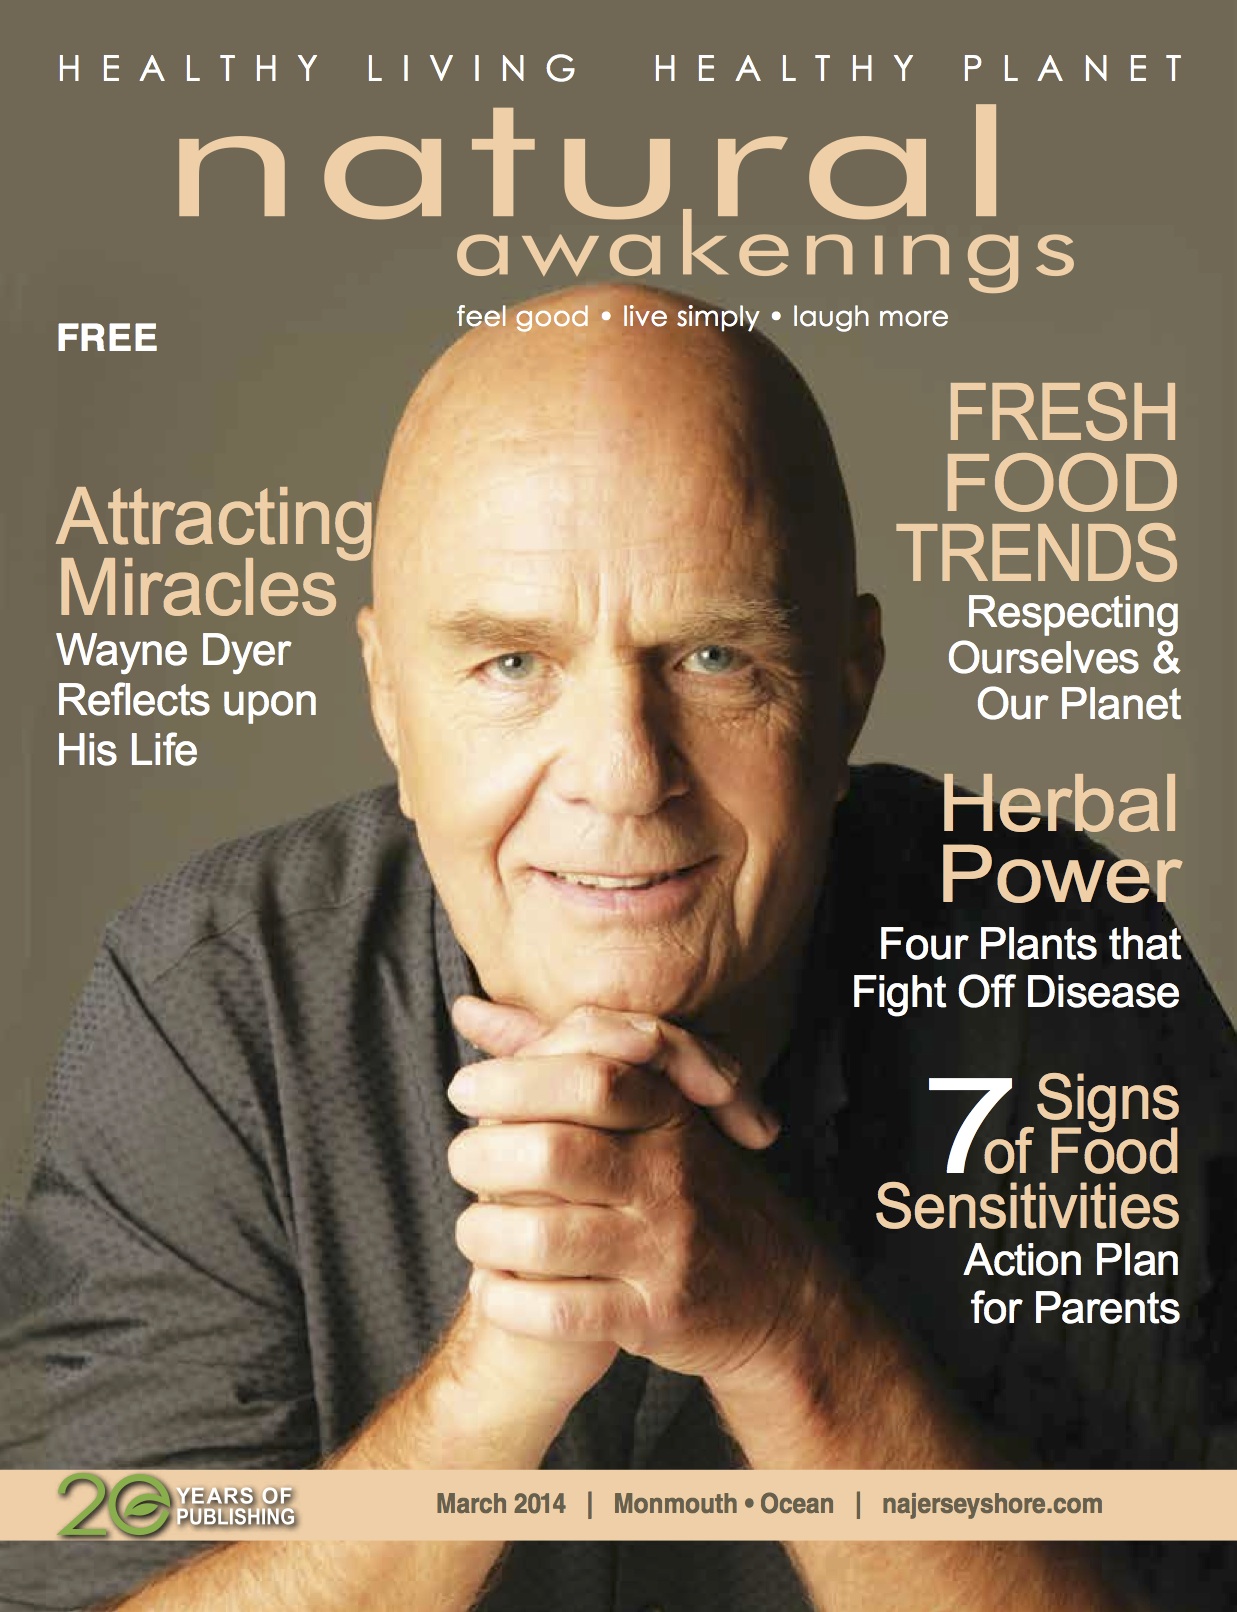 HEALTHY LIVING HEALTHY PLANET
natural
awakenings
feel good • live simply • laugh more
FREE
Attracting
Miracles
Wayne Dyer
Reflects upon
His Life
FRESH
FOOD
TRENDS
Respecting
Ourselves &
Our Planet
Herbal
Power
Four Plants that
Fight Off Disease
7 Signs
of Food
Sensitivities
Action Plan
for Parents
20 YEARS OF
PUBLISHING
March 2014 | Monmouth • Ocean | najerseyshore.com